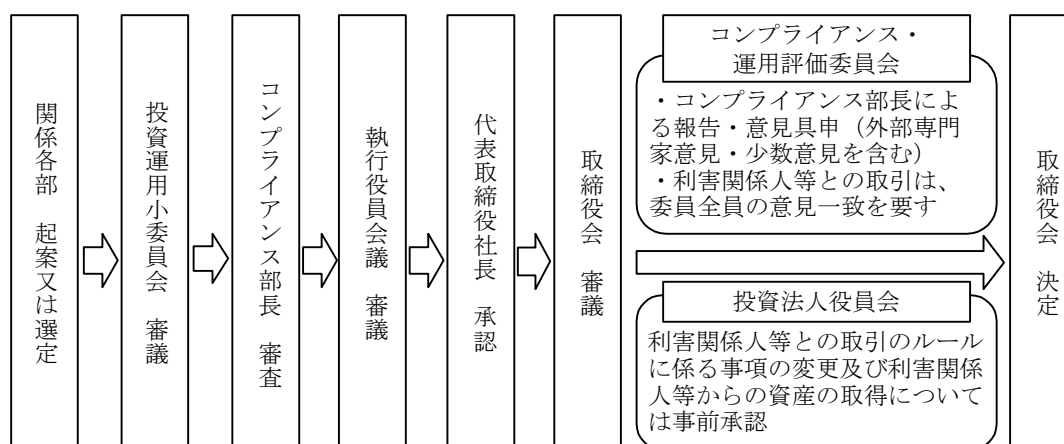 関係各部　起案又は選定
投資運用小委員会　審議
コンプライアンス部長　審査
執行役員会議　審議
代表取締役社長　承認
取締役会　審議
コンプライアンス・
運用評価委員会
・コンプライアンス部長によ
る報告・意見具申（外部専門
家意見・少数意見を含む）
・利害関係人等との取引は、
委員全員の意見一致を要す
投資法人役員会
利害関係人等との取引のルール
に係る事項の変更及び利害関係
人等からの資産の取得について
は事前承認
取締役会　決定